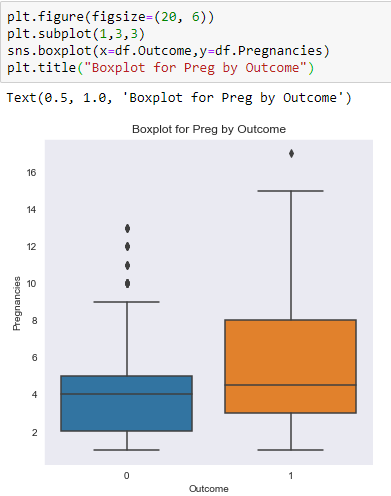 plt.figure(figsize=(20, 6))
plt.subplot(1,3,3)
sns.boxplot(x=df.Outcome,y=df.Pregnancies)
plt.title("Boxplot for Preg by Outcome")
Text(0.5, 1.0, 'Boxplot for Preg by Outcome')
Boxplot for Preg by Outcome
16
14
12
10
8
6
4
2
Pregnancies
0 1
Outcome